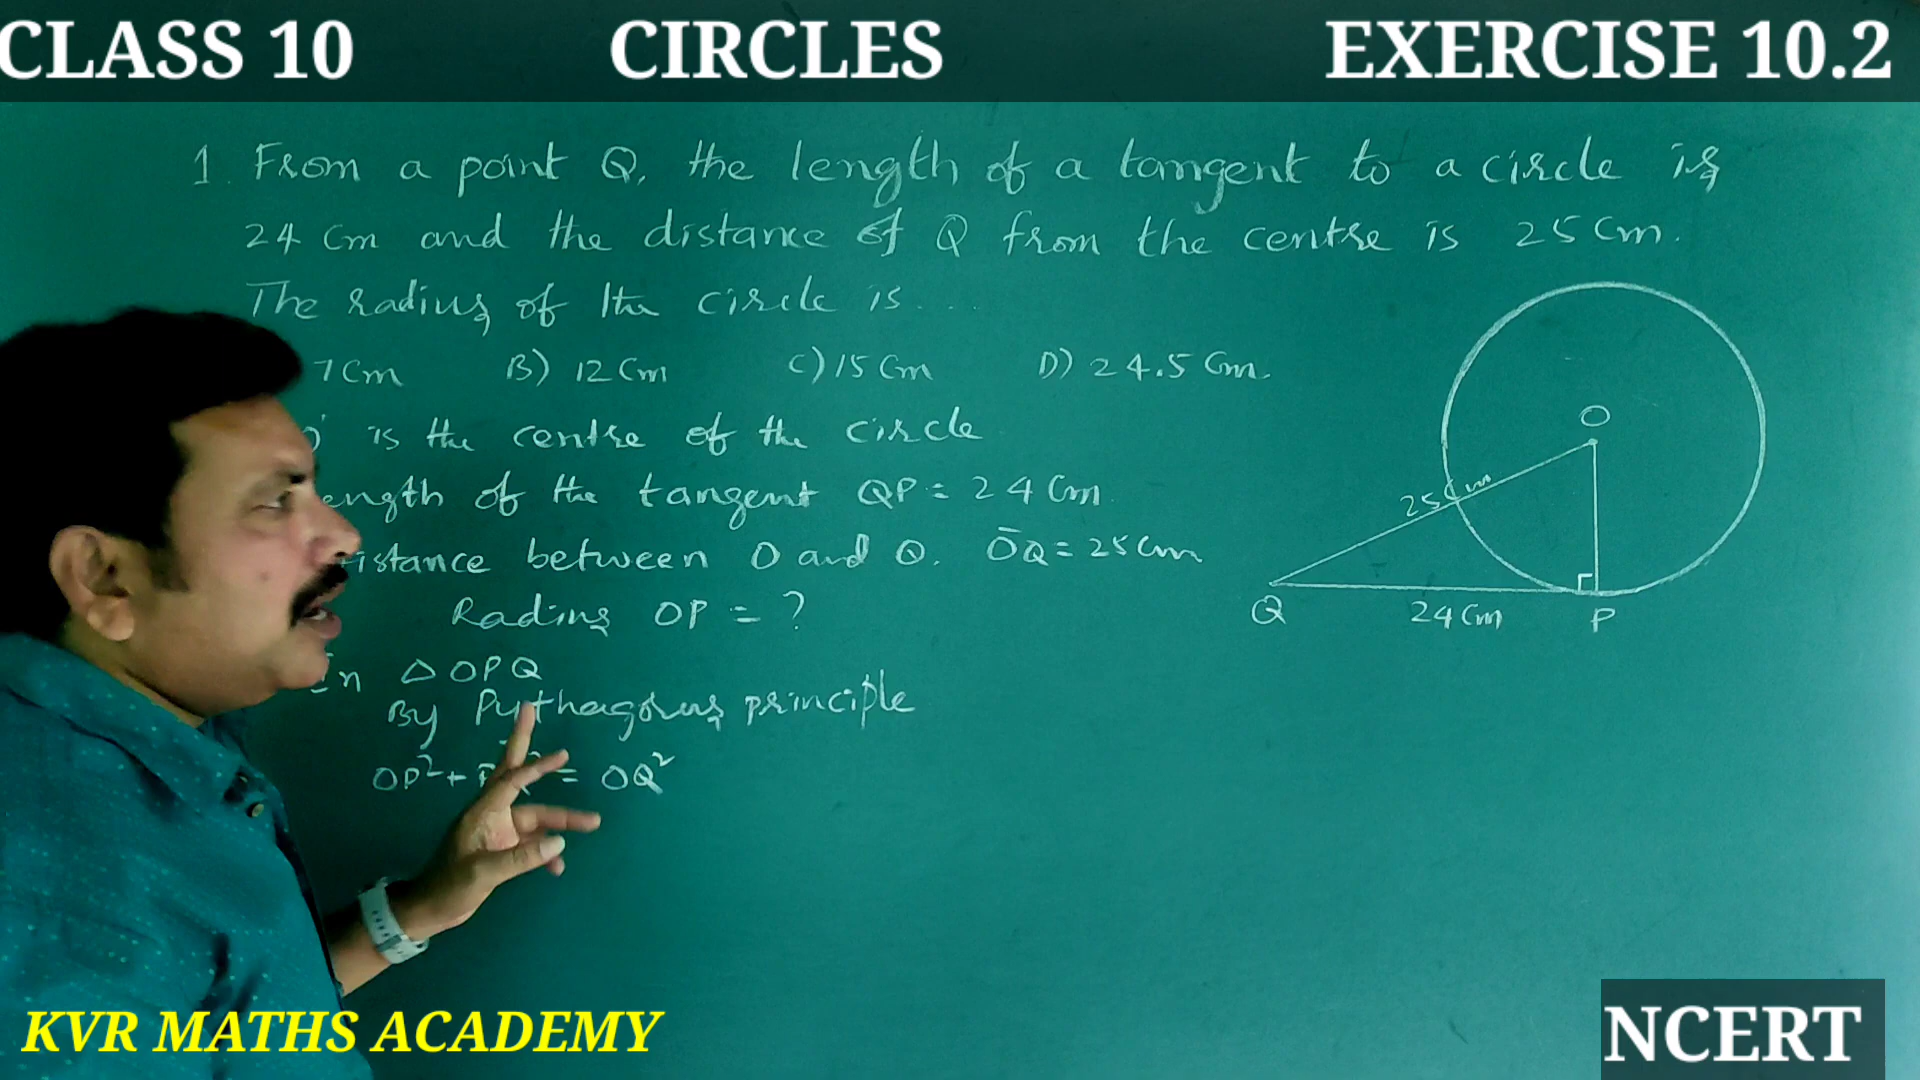 CLASS 10 CIRCLES EXERCISE 10.2
1. From a point Q, the length of a tangent to a circle is
24 cm and the distance of Q from the centre is 25 cm.
The radius of the circle is ....
7 cm B) 12 cm C) 15 cm D) 24.5 cm.
is the centre of the circle
ength of the tangent QP = 24 cm.
istance between O and Q. OQ = 25 cm
Radius OP = ?
In △ OPQ
By Pythagorus principle
OP² + = OQ²
O
25 cm
Q 24 cm P
KVR MATHS ACADEMY
NCERT